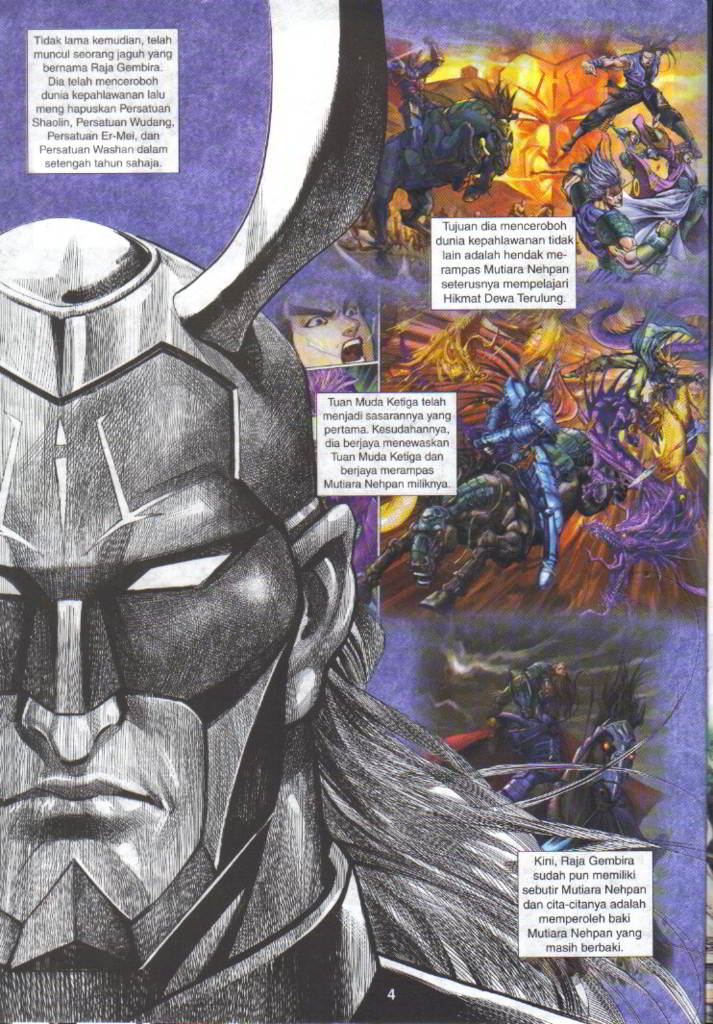 Tidak lama kemudian, telah
muncul seorang jaguh yang
bernama Raja Gembira.
Dia telah menceroboh
dunia kepahlawanan lalu
meng hapuskan Persatuan
Shaolin, Persatuan Wudang,
Persatuan Er-Mei, dan
Persatuan Washan dalam
setengah tahun sahaja.
Tujuan dia menceroboh
dunia kepahlawanan tidak
lain adalah hendak me-
rampas Mutiara Nehpan
seterusnya mempelajari
Hikmat Dewa Terulung.
Tuan Muda Ketiga telah
menjadi sasarannya yang
pertama. Kesudahannya,
dia berjaya menewaskan
Tuan Muda Ketiga dan
berjaya merampas
Mutiara Nehpan miliknya.
Kini, Raja Gembira
sudah pun memiliki
sebutir Mutiara Nehpan
dan cita-citanya adalah
memperoleh baki
Mutiara Nehpan yang
masih berbaki.
4